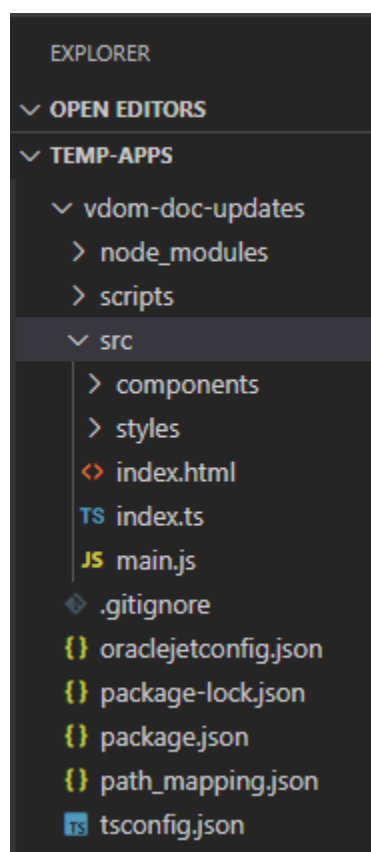 EXPLORER
OPEN EDITORS
TEMP-APPS
vdom-doc-updates
node_modules
scripts
src
components
styles
index.html
TS index.ts
JS main.js
.gitignore
{} oraclejetconfig.json
{} package-lock.json
{} package.json
{} path_mapping.json
TS tsconfig.json